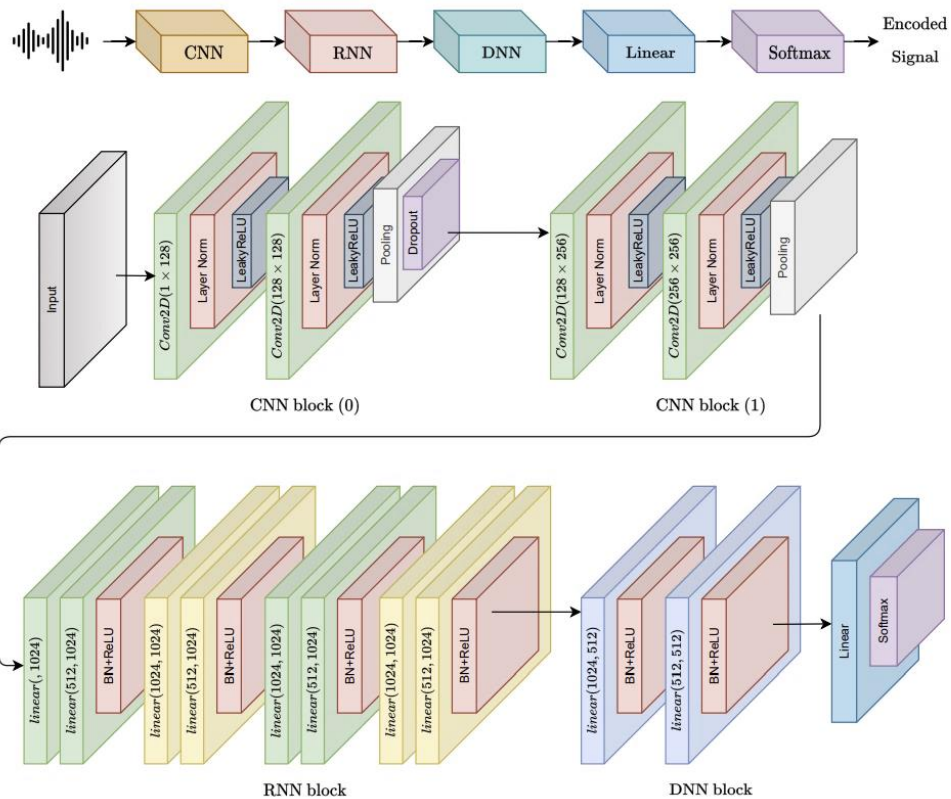 CNN
RNN
DNN
Linear
Softmax
Encoded
Signal
Input
Conv2D(1 × 128)
Layer Norm
LeakyReLU
Conv2D(128 × 128)
Layer Norm
LeakyReLU
Pooling
Dropout
Conv2D(128 × 256)
Layer Norm
LeakyReLU
Conv2D(256 × 256)
Layer Norm
LeakyReLU
Pooling
CNN block (0)
CNN block (1)
linear(, 1024)
linear(512, 1024)
BN+ReLU
linear(1024, 1024)
linear(512, 1024)
BN+ReLU
linear(1024, 1024)
linear(512, 1024)
BN+ReLU
linear(1024, 1024)
linear(512, 1024)
BN+ReLU
linear(1024, 512)
BN+ReLU
linear(512, 512)
BN+ReLU
Linear
Softmax
RNN block
DNN block